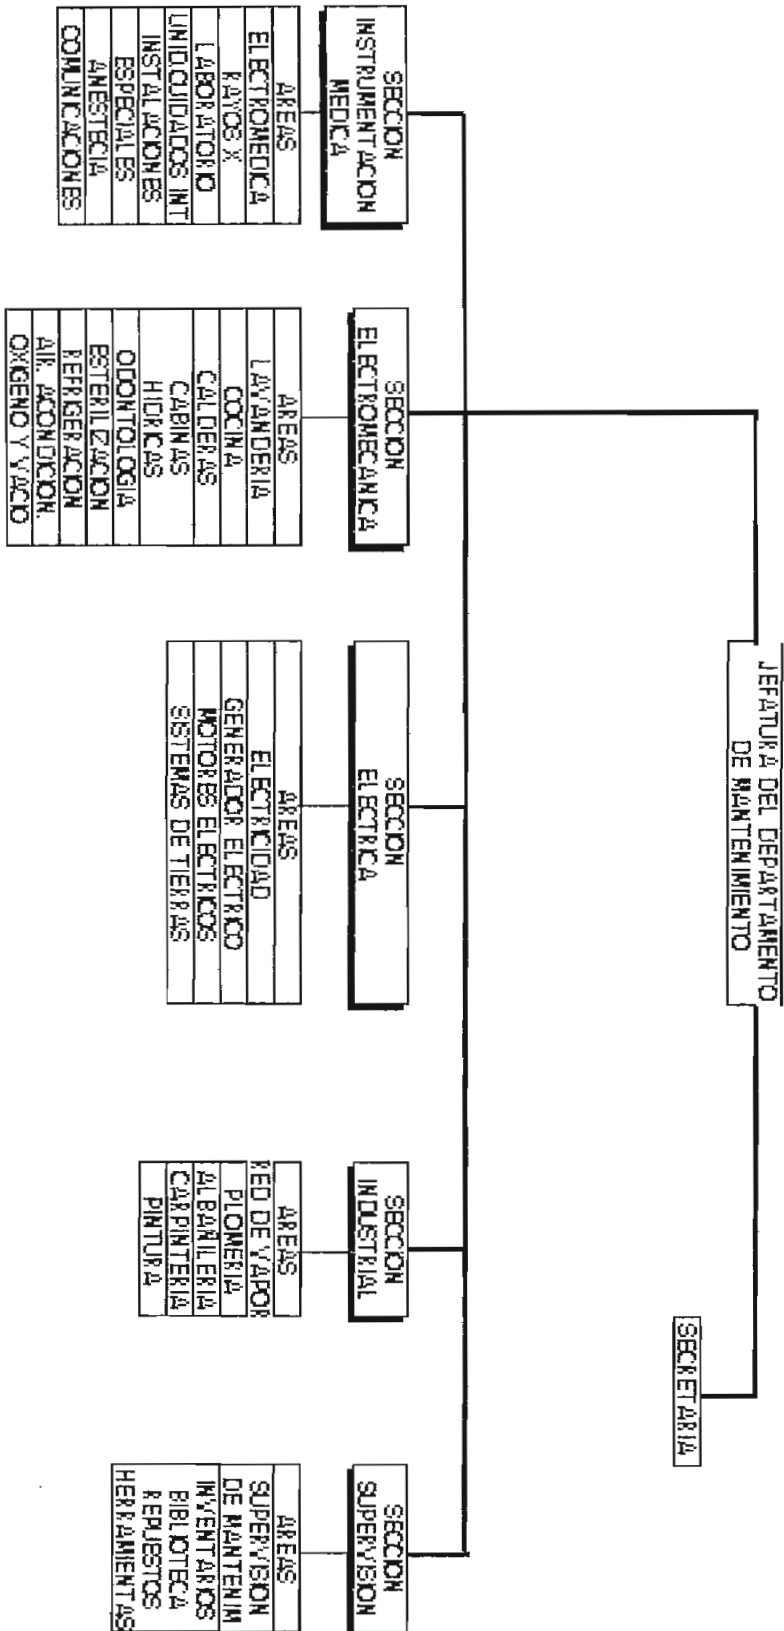 JEFATURA DEL DEPARTAMENTO
DE MANTENIMIENTO
SECRETARIA
SECCION
INSTRUMENTACION
MEDICA
AREAS
ELECTROMEDICA
RAYOS X
LABORATORIO
UNID.CUIDADOS INT
INSTALACIONES
ESPECIALES
ANESTECIA
COMUNICACIONES
SECCION
ELECTROMECANICA
AREAS
LAVANDERIA
COCINA
CALDERAS
CABINAS
HIDRICAS
ODONTOLOGIA
ESTERILIZACION
REFRIGERACION
AIR. ACONDICION.
OXIGENO Y VACIO
SECCION
ELECTRICA
AREAS
ELECTRICIDAD
GENERADOR ELECTRICO
MOTORES ELECTRICOS
SISTEMAS DE TIERRAS
SECCION
INDUSTRIAL
AREAS
RED DE VAPOR
PLOMERIA
ALBAÑILERIA
CARPINTERIA
PINTURA
SECCION
SUPERVISION
AREAS
SUPERVISION
DE MANTENIM
INVENTARIOS
BIBLIOTECA
REPUESTOS
HERRAMIENTAS